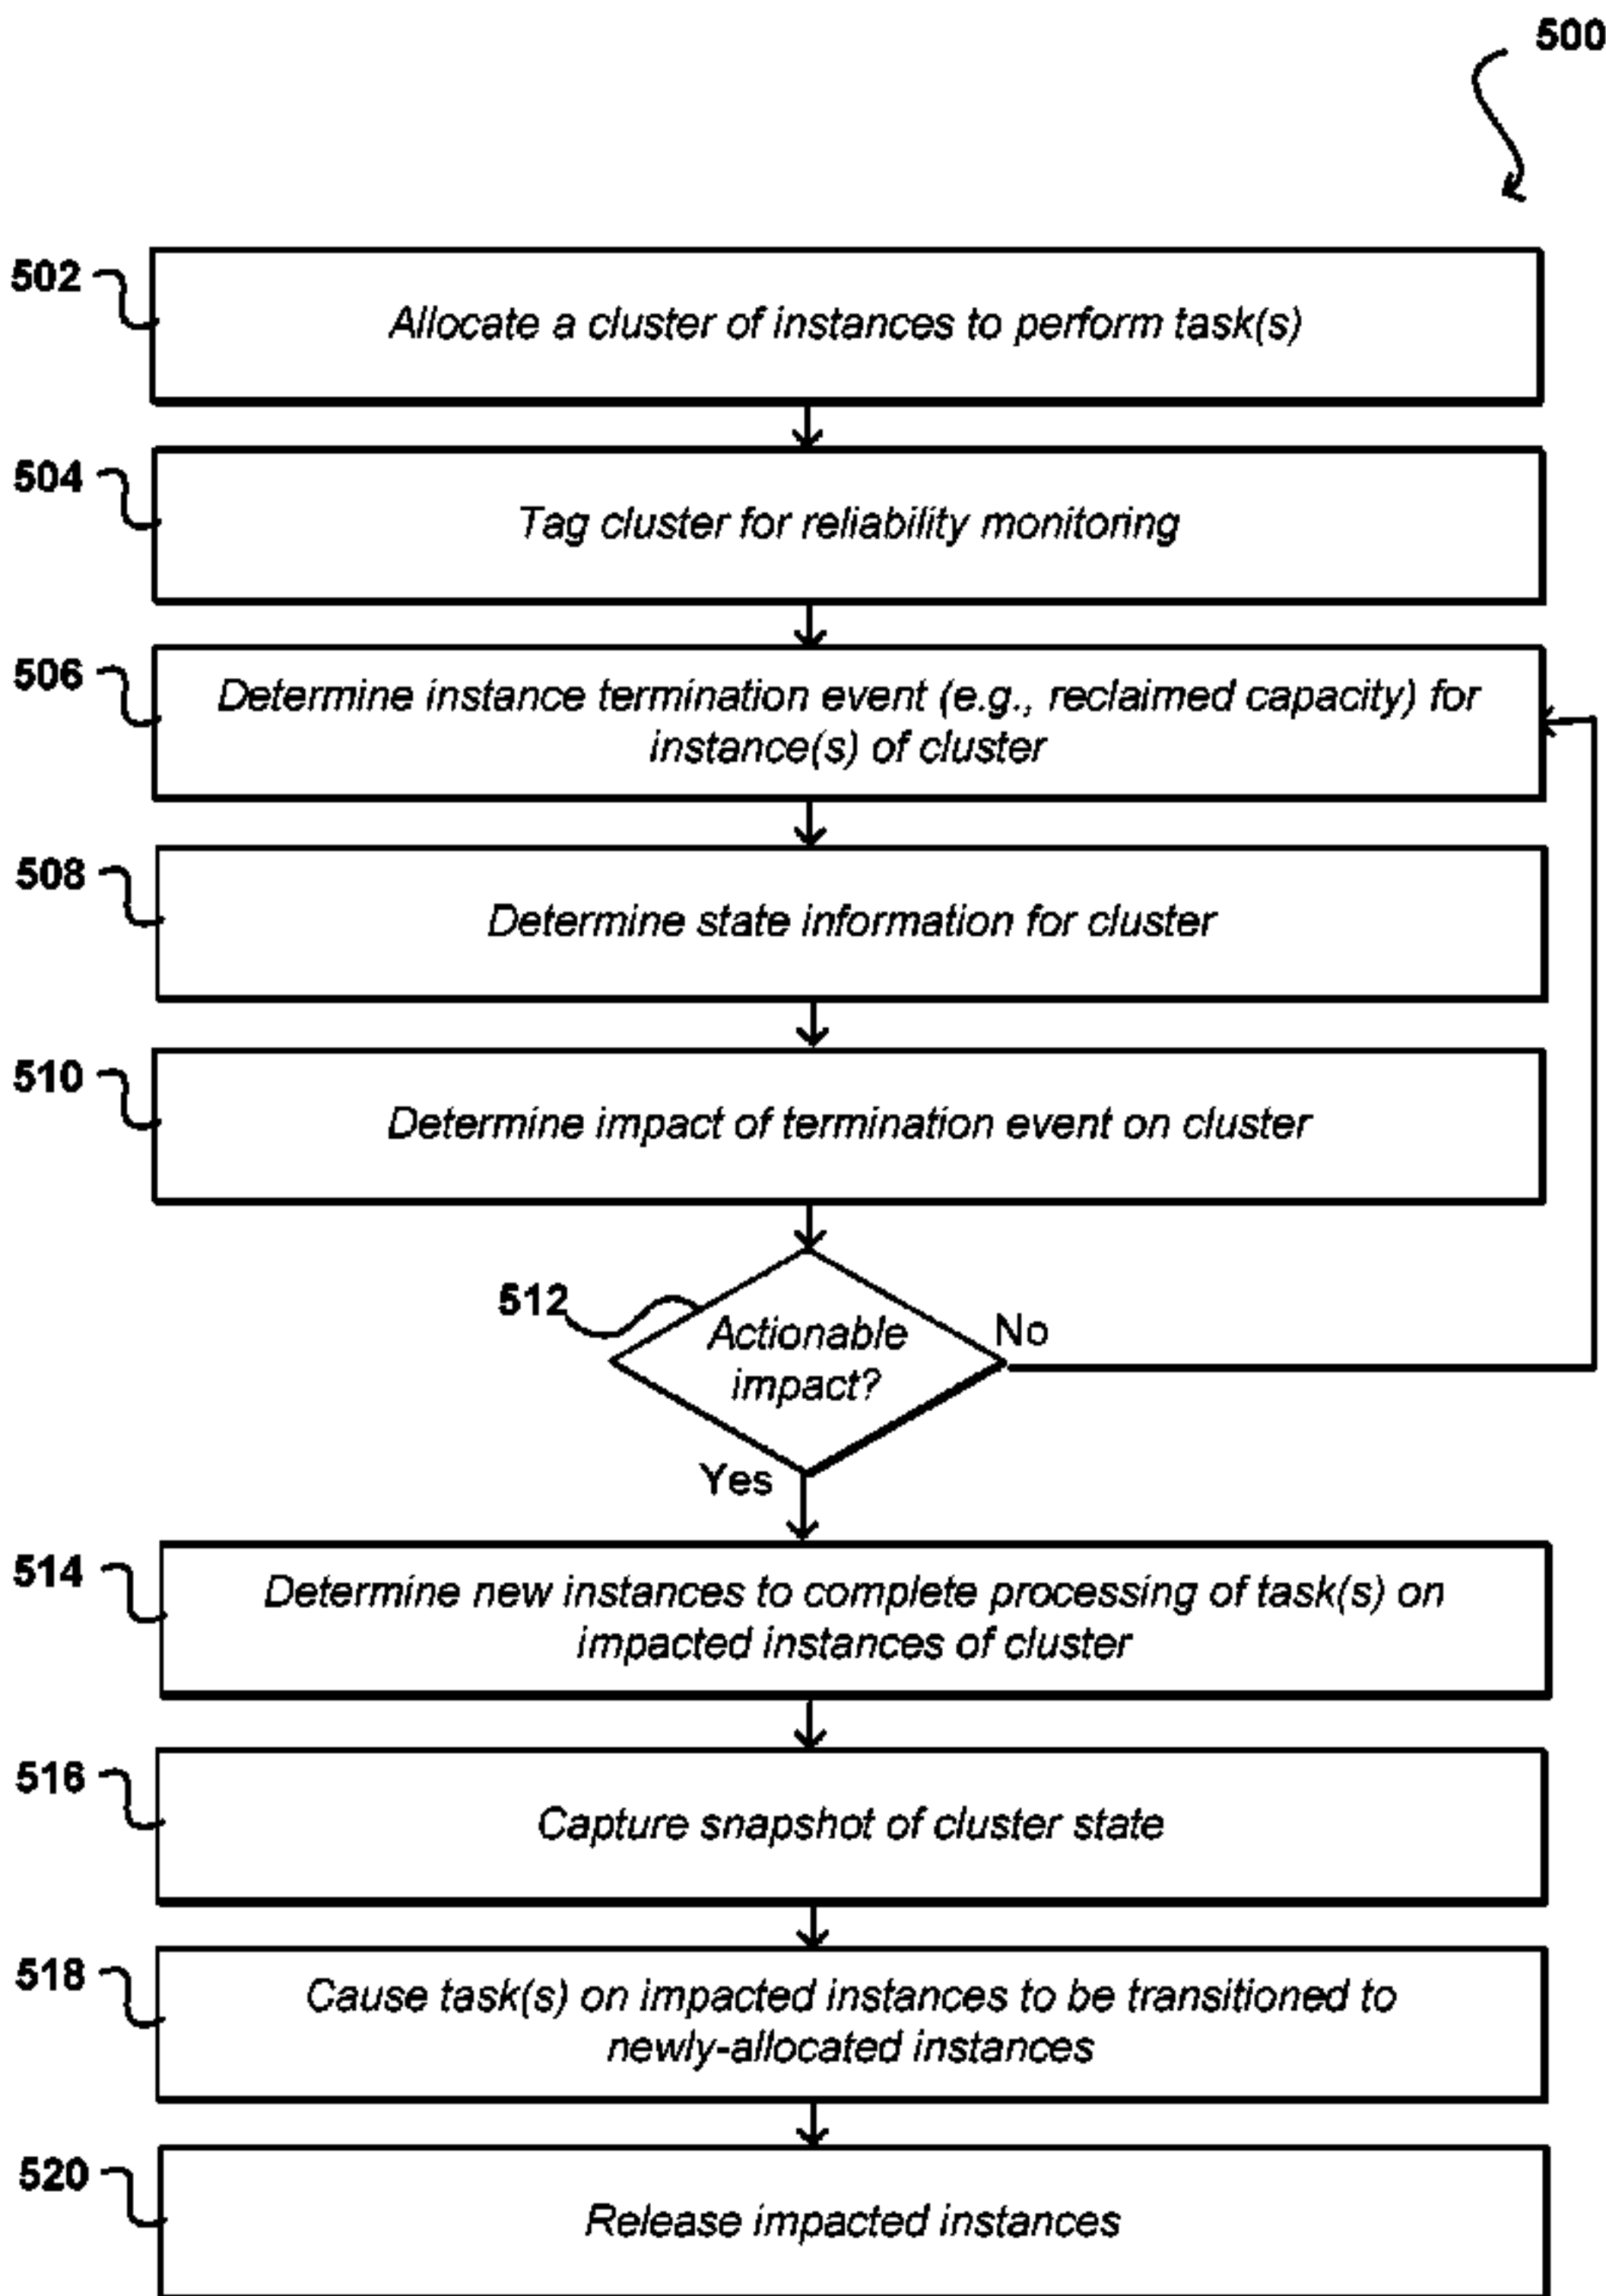 500
502
Allocate a cluster of instances to perform task(s)
504
Tag cluster for reliability monitoring
506
Determine instance termination event (e.g., reclaimed capacity) for
instance(s) of cluster
508
Determine state information for cluster
510
Determine impact of termination event on cluster
512
Actionable
impact?
No
Yes
514
Determine new instances to complete processing of task(s) on
impacted instances of cluster
516
Capture snapshot of cluster state
518
Cause task(s) on impacted instances to be transitioned to
newly-allocated instances
520
Release impacted instances